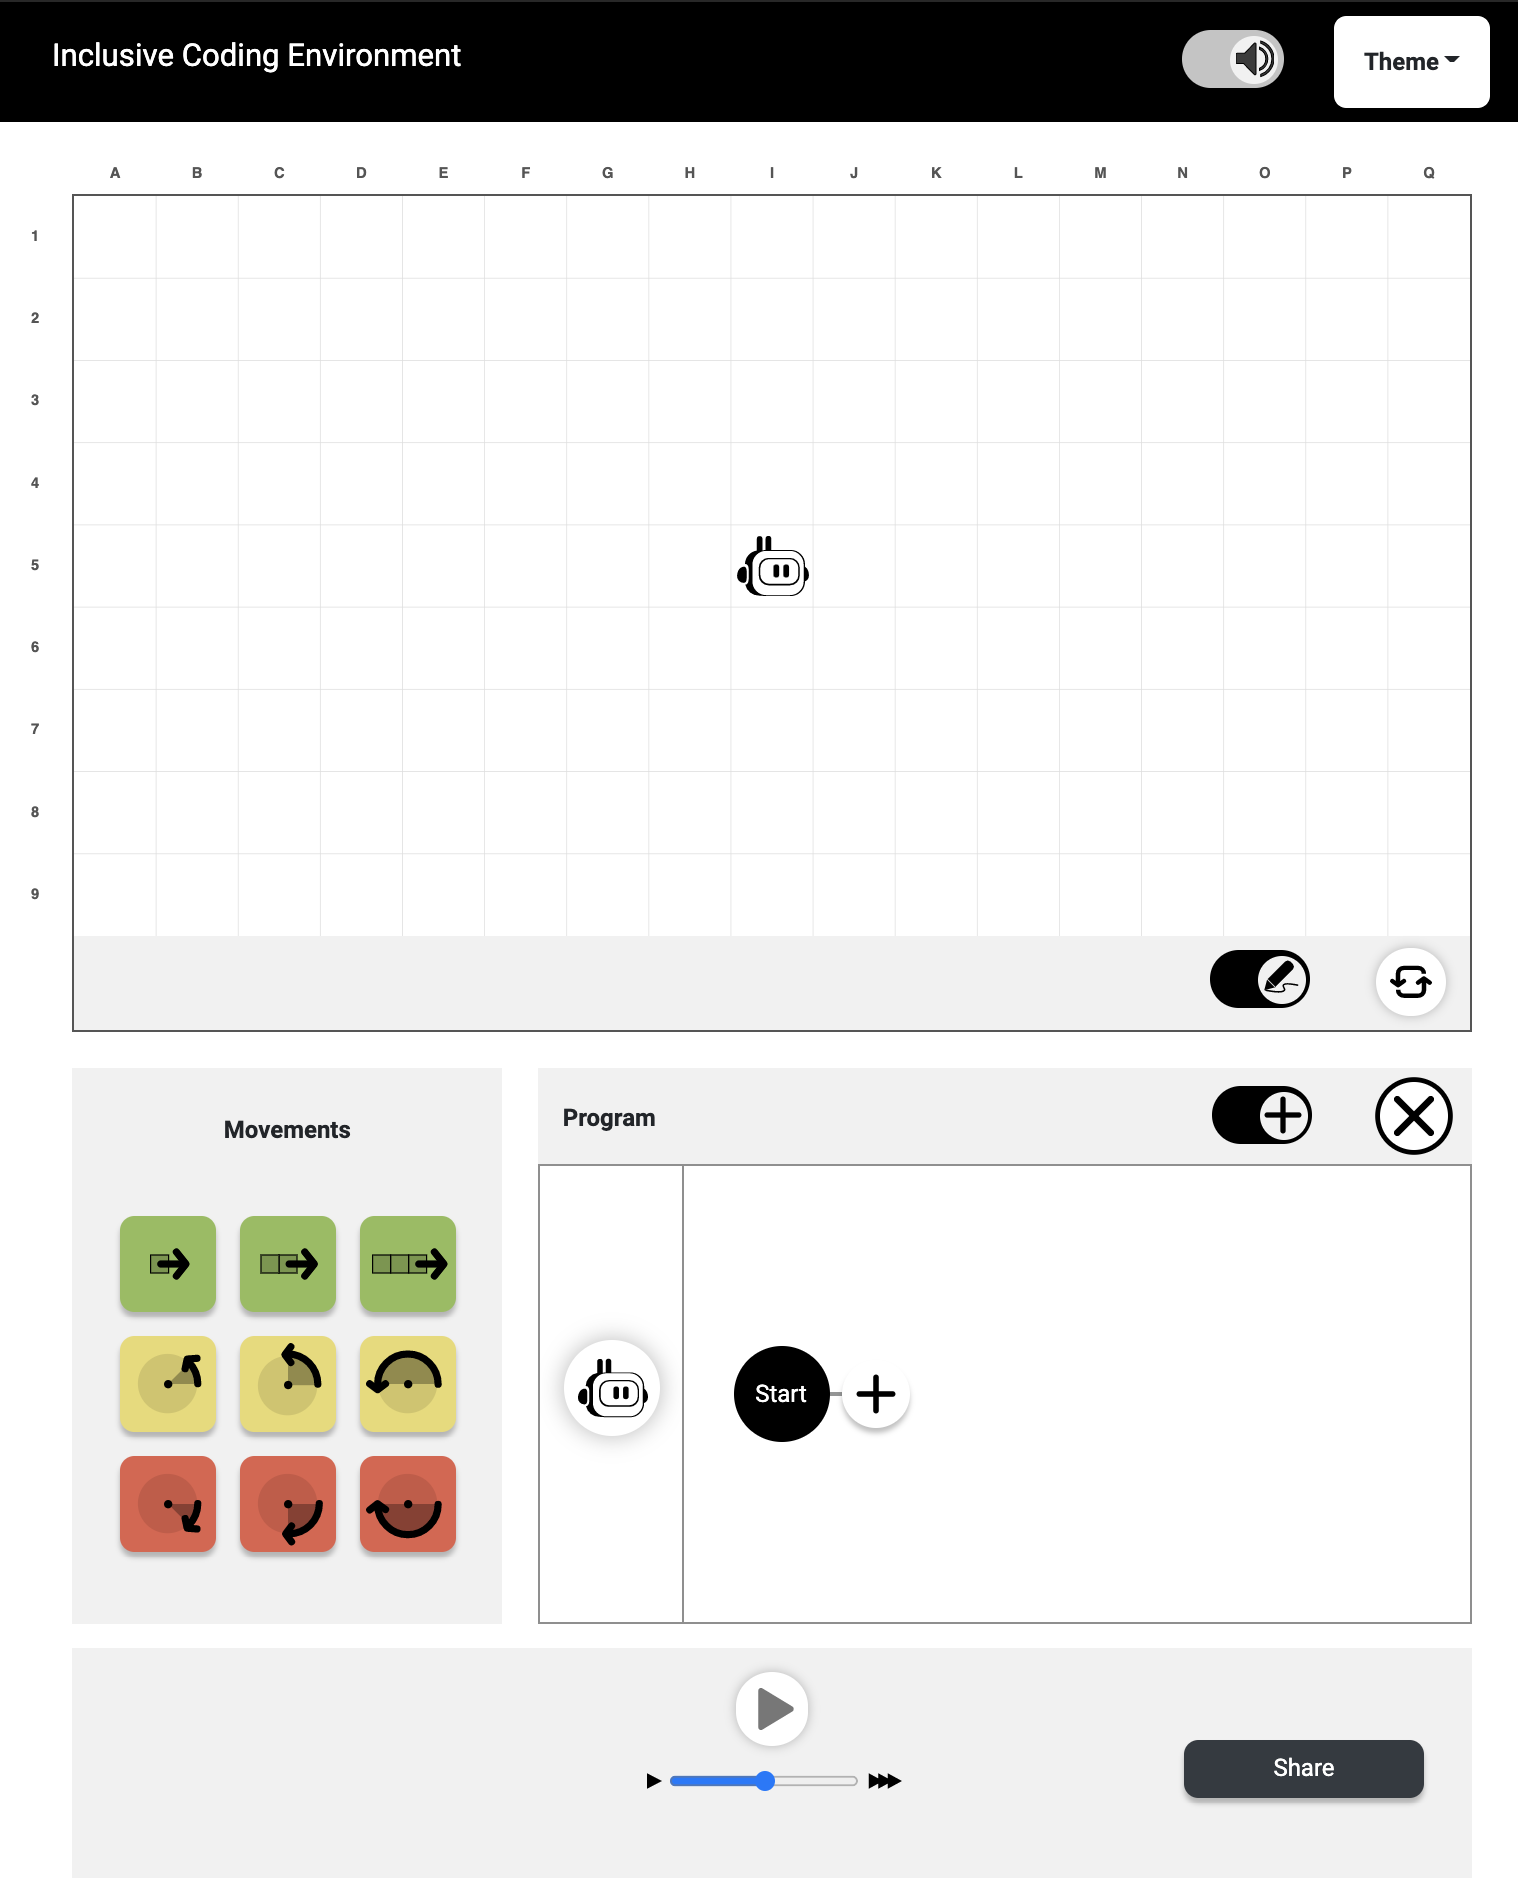 Inclusive Coding Environment
Theme
A B C D E F G H I J K L M N O P Q
1
2
3
4
5
6
7
8
9
Movements
Program
Start
Share